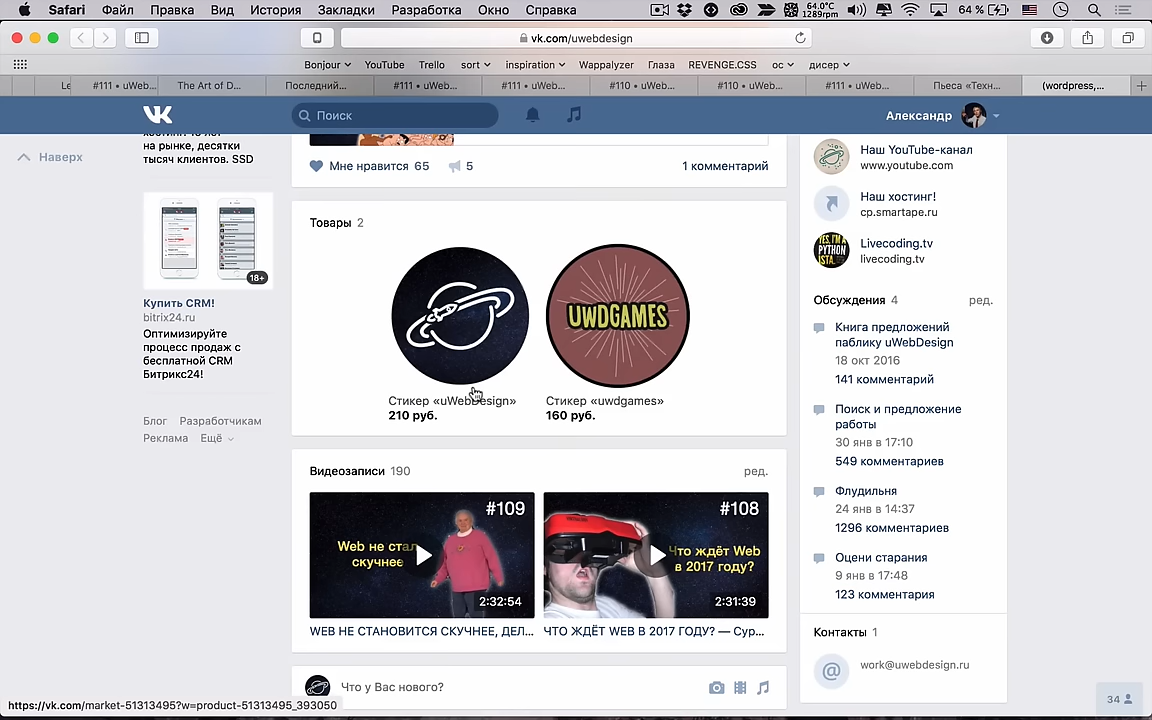 Safari Файл Правка Вид История Закладки Разработка Окно Справка 64.0°C 1289rpm 64 %
vk.com/uwebdesign
Bonjour YouTube Trello sort inspiration Wappalyzer Глаза REVENGE.CSS ос дисер
Le #111 • uWeb... The Art of D... Последний... #111 • uWeb... #111 • uWeb... #110 • uWeb... #110 • uWeb... #111 • uWeb... Пьеса «Техн... (wordpress,...
Поиск
Александр
Наверх
на рынке, десятки
тысяч клиентов. SSD
18+
Купить CRM!
bitrix24.ru
Оптимизируйте
процесс продаж с
бесплатной CRM
Битрикс24!
Блог Разработчикам
Реклама Ещё
Мне нравится 65 5 1 комментарий
Товары 2
UWDGAMES
Стикер «uWebDesign»
210 руб.
Стикер «uwdgames»
160 руб.
Видеозаписи 190 ред.
#109
Web не стал
скучнее
2:32:54
WEB НЕ СТАНОВИТСЯ СКУЧНЕЕ, ДЕЛ...
#108
Что ждёт Web
в 2017 году?
2:31:39
ЧТО ЖДЁТ WEB В 2017 ГОДУ? — Сур...
Что у Вас нового?
Наш YouTube-канал
www.youtube.com
Наш хостинг!
cp.smartape.ru
YES, I'M A
PYTHON
ISTA.
Livecoding.tv
livecoding.tv
Обсуждения 4 ред.
Книга предложений
паблику uWebDesign
18 окт 2016
141 комментарий
Поиск и предложение
работы
30 янв в 17:10
549 комментариев
Флудильня
24 янв в 14:37
1296 комментариев
Оцени старания
9 янв в 17:48
123 комментария
Контакты 1
@
work@uwebdesign.ru
34
https://vk.com/market-51313495?w=product-51313495_393050